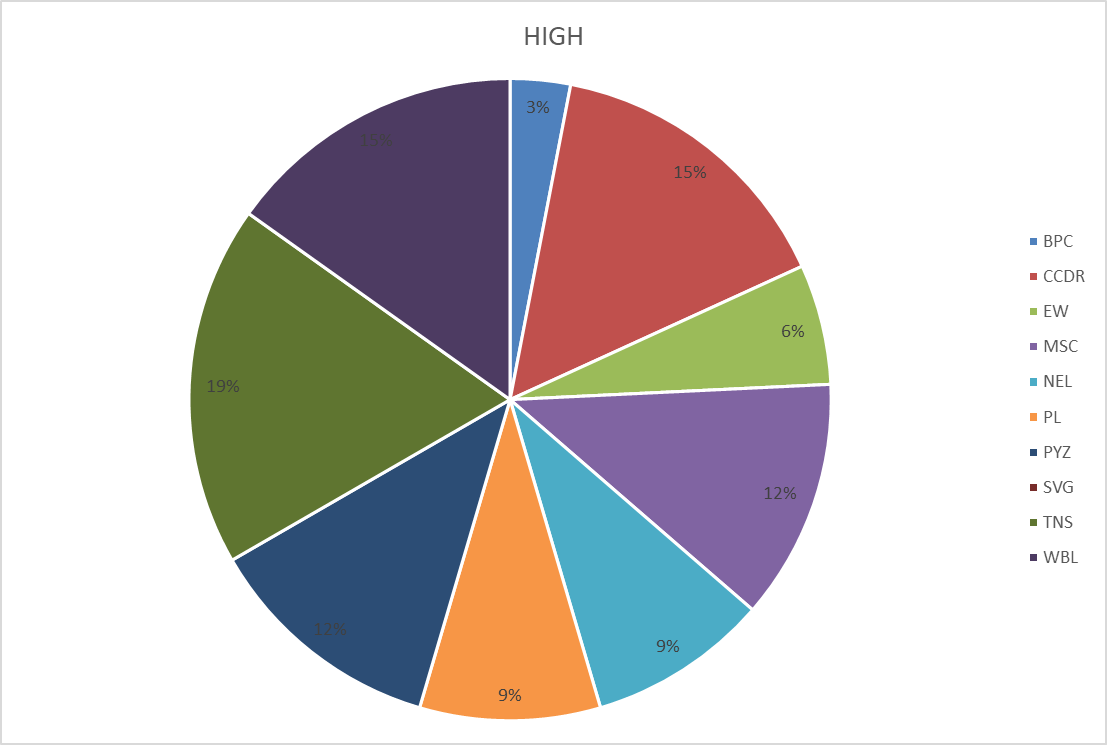 HIGH
3%
15%
6%
12%
9%
9%
12%
19%
15%
BPC
CCDR
EW
MSC
NEL
PL
PYZ
SVG
TNS
WBL